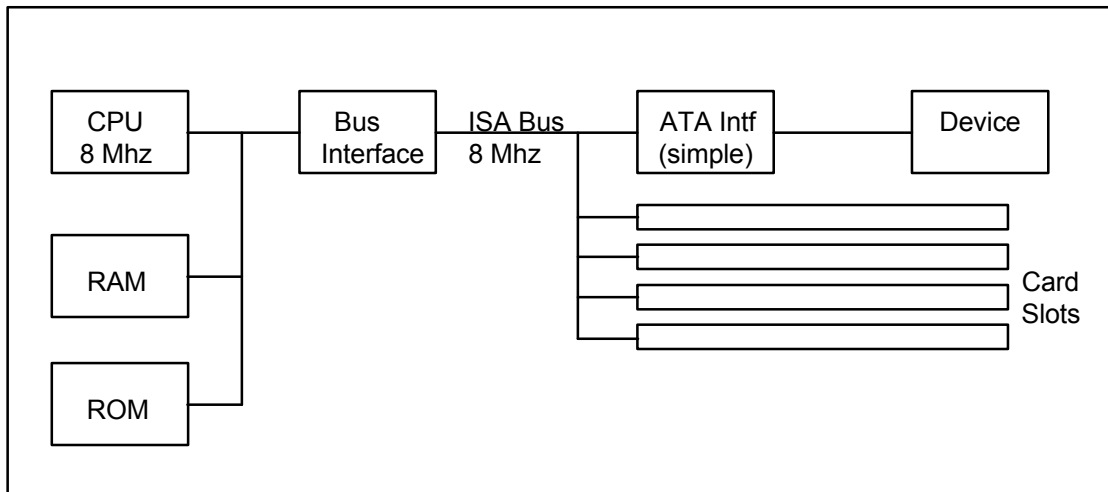 CPU
8 Mhz
Bus
Interface
ISA Bus
8 Mhz
ATA Intf
(simple)
Device
RAM
Card
Slots
ROM